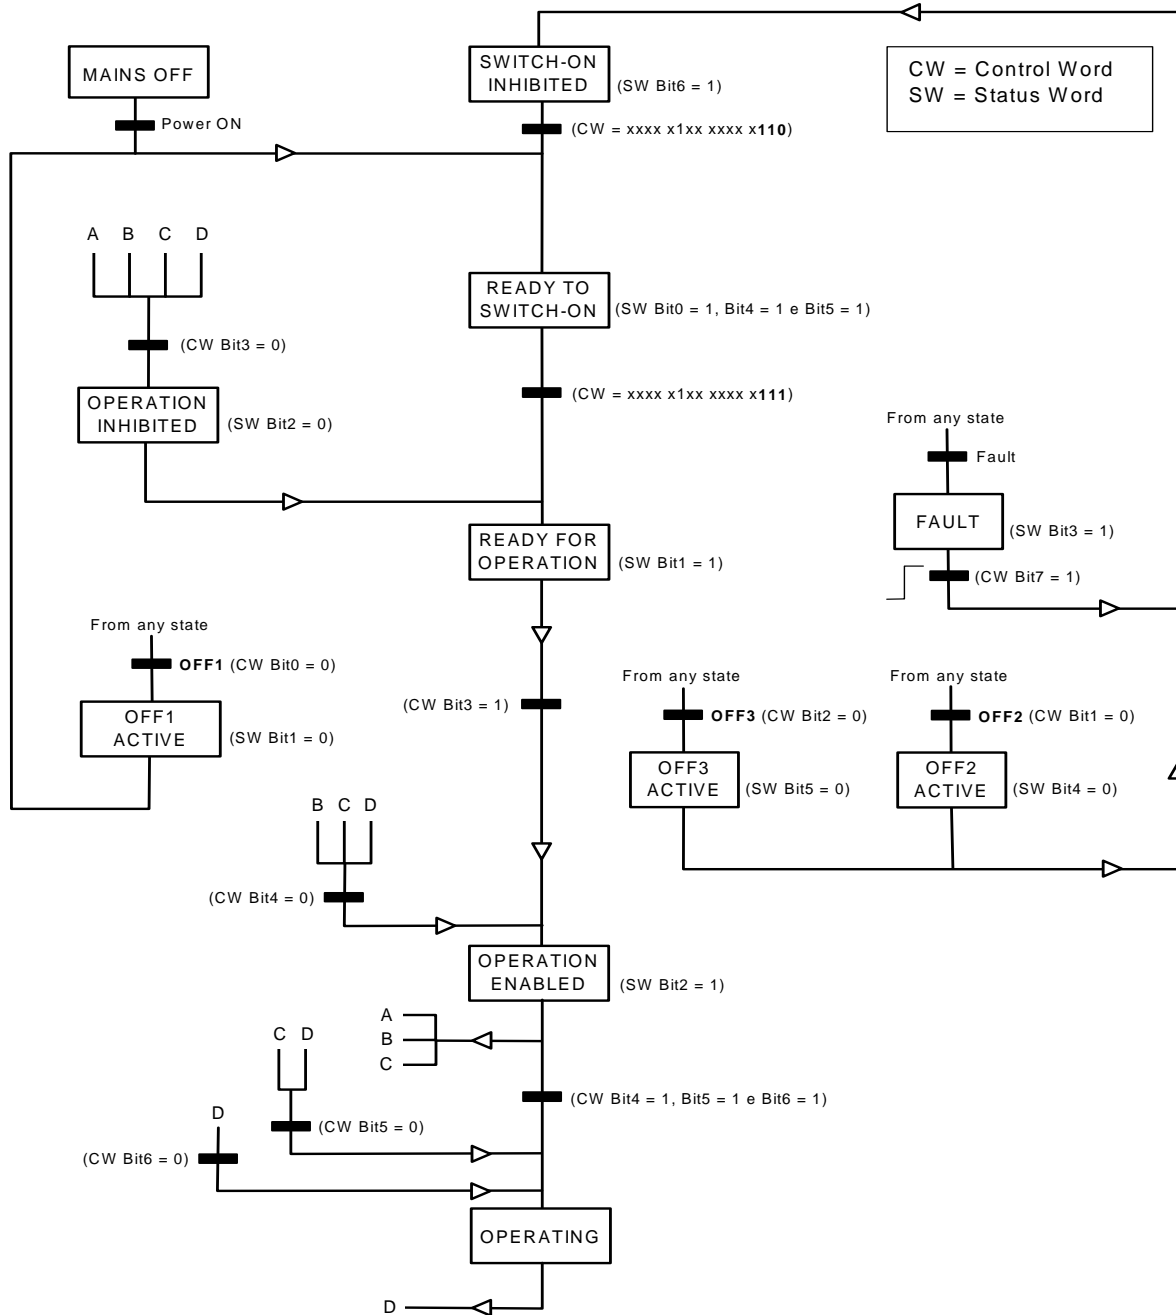 MAINS OFF
Power ON
SWITCH-ON
INHIBITED
(SW Bit6 = 1)
(CW = xxxx x1xx xxxx x110)
CW = Control Word
SW = Status Word
A B C D
(CW Bit3 = 0)
OPERATION
INHIBITED
(SW Bit2 = 0)
READY TO
SWITCH-ON
(SW Bit0 = 1, Bit4 = 1 e Bit5 = 1)
(CW = xxxx x1xx xxxx x111)
From any state
Fault
FAULT
(SW Bit3 = 1)
(CW Bit7 = 1)
READY FOR
OPERATION
(SW Bit1 = 1)
From any state
OFF1 (CW Bit0 = 0)
OFF1
ACTIVE
(SW Bit1 = 0)
(CW Bit3 = 1)
From any state
OFF3 (CW Bit2 = 0)
OFF3
ACTIVE
(SW Bit5 = 0)
From any state
OFF2 (CW Bit1 = 0)
OFF2
ACTIVE
(SW Bit4 = 0)
B C D
(CW Bit4 = 0)
OPERATION
ENABLED
(SW Bit2 = 1)
A
B
C
C D
(CW Bit4 = 1, Bit5 = 1 e Bit6 = 1)
(CW Bit5 = 0)
D
(CW Bit6 = 0)
OPERATING
D